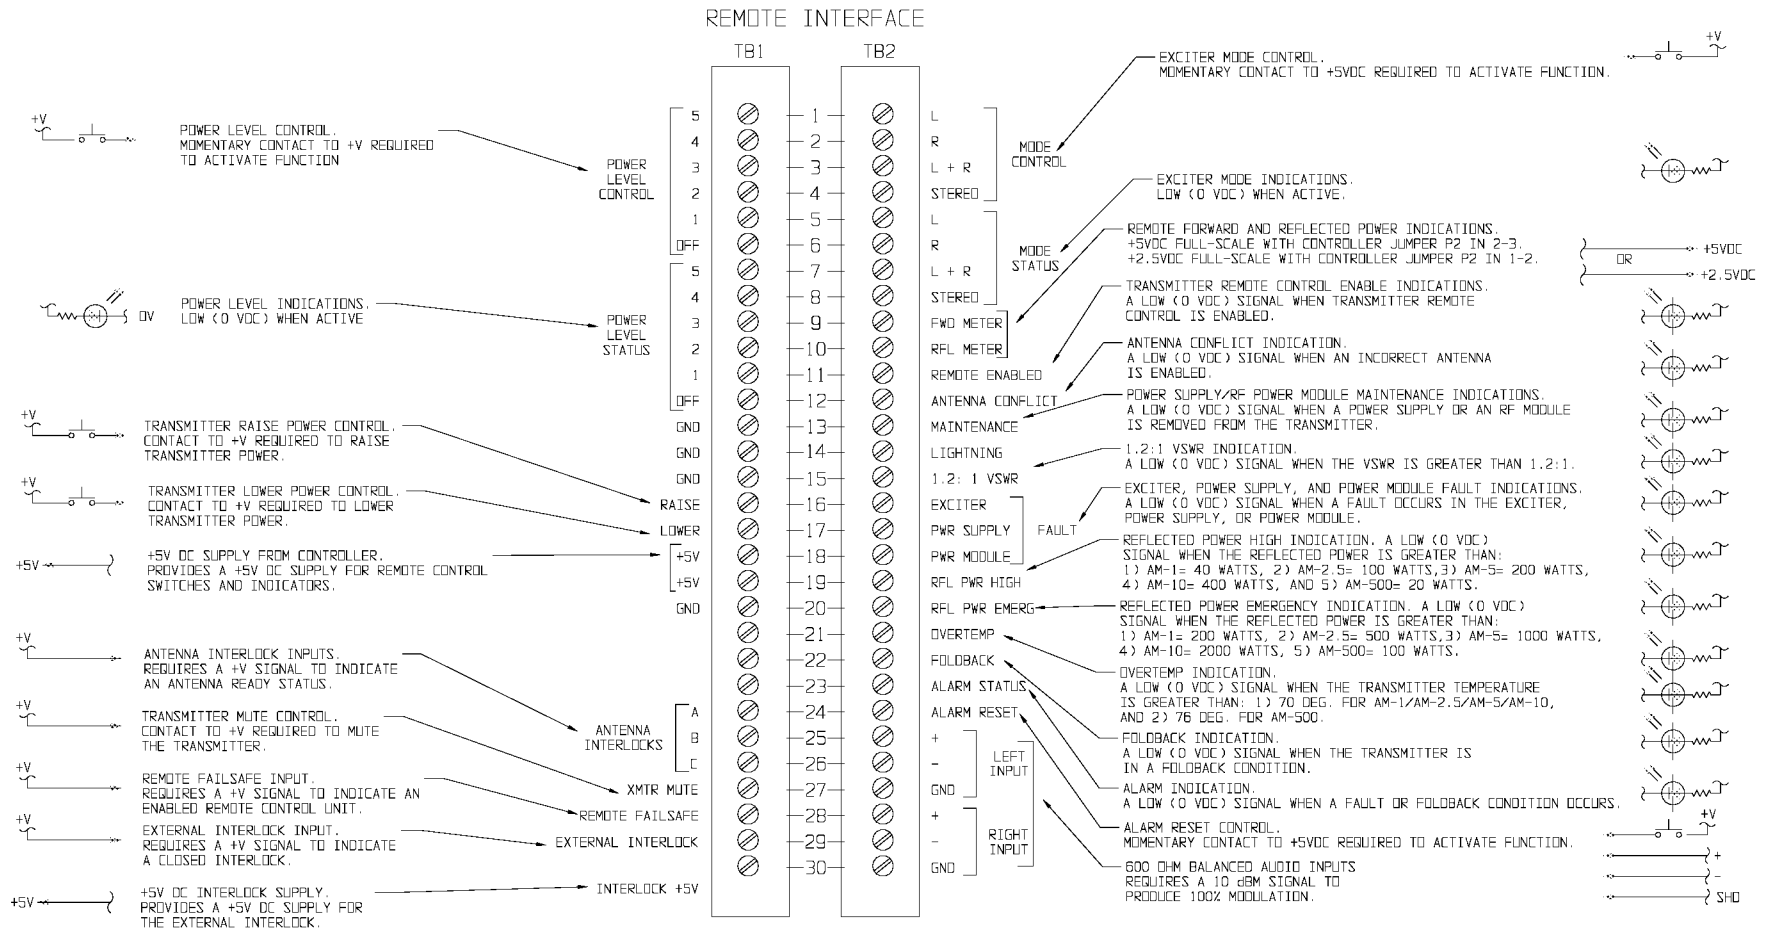 REMOTE INTERFACE
TB1
TB2
+V
POWER LEVEL CONTROL.
MOMENTARY CONTACT TO +V REQUIRED
TO ACTIVATE FUNCTION
+V
0V
POWER LEVEL INDICATIONS.
LOW (0 VDC) WHEN ACTIVE
+V
TRANSMITTER RAISE POWER CONTROL.
CONTACT TO +V REQUIRED TO RAISE
TRANSMITTER POWER.
+V
TRANSMITTER LOWER POWER CONTROL.
CONTACT TO +V REQUIRED TO LOWER
TRANSMITTER POWER.
+5V
+5V DC SUPPLY FROM CONTROLLER.
PROVIDES A +5V DC SUPPLY FOR REMOTE CONTROL
SWITCHES AND INDICATORS.
+V
ANTENNA INTERLOCK INPUTS.
REQUIRES A +V SIGNAL TO INDICATE
AN ANTENNA READY STATUS.
+V
TRANSMITTER MUTE CONTROL.
CONTACT TO +V REQUIRED TO MUTE
THE TRANSMITTER.
+V
REMOTE FAILSAFE INPUT.
REQUIRES A +V SIGNAL TO INDICATE AN
ENABLED REMOTE CONTROL UNIT.
+V
EXTERNAL INTERLOCK INPUT.
REQUIRES A +V SIGNAL TO INDICATE
A CLOSED INTERLOCK.
+5V
+5V DC INTERLOCK SUPPLY.
PROVIDES A +5V DC SUPPLY FOR
THE EXTERNAL INTERLOCK.
POWER
LEVEL
CONTROL
5
4
3
2
1
OFF
POWER
LEVEL
STATUS
5
4
3
2
1
OFF
GND
GND
GND
RAISE
LOWER
+5V
+5V
GND
ANTENNA
INTERLOCKS
A
B
C
XMTR MUTE
REMOTE FAILSAFE
EXTERNAL INTERLOCK
INTERLOCK +5V
1
2
3
4
5
6
7
8
9
10
11
12
13
14
15
16
17
18
19
20
21
22
23
24
25
26
27
28
29
30
L
R
L + R
STEREO
MODE
CONTROL
L
R
L + R
STEREO
MODE
STATUS
FWD METER
RFL METER
REMOTE ENABLED
ANTENNA CONFLICT
MAINTENANCE
LIGHTNING
1.2: 1 VSWR
EXCITER
PWR SUPPLY
PWR MODULE
FAULT
RFL PWR HIGH
RFL PWR EMERG
OVERTEMP
FOLDBACK
ALARM STATUS
ALARM RESET
+
-
GND
LEFT
INPUT
+
-
GND
RIGHT
INPUT
EXCITER MODE CONTROL.
MOMENTARY CONTACT TO +5VDC REQUIRED TO ACTIVATE FUNCTION.
+V
EXCITER MODE INDICATIONS.
LOW (0 VDC) WHEN ACTIVE.
REMOTE FORWARD AND REFLECTED POWER INDICATIONS.
+5VDC FULL-SCALE WITH CONTROLLER JUMPER P2 IN 2-3.
+2.5VDC FULL-SCALE WITH CONTROLLER JUMPER P2 IN 1-2.
+5VDC
OR
+2.5VDC
TRANSMITTER REMOTE CONTROL ENABLE INDICATIONS.
A LOW (0 VDC) SIGNAL WHEN TRANSMITTER REMOTE
CONTROL IS ENABLED.
ANTENNA CONFLICT INDICATION.
A LOW (0 VDC) SIGNAL WHEN AN INCORRECT ANTENNA
IS ENABLED.
POWER SUPPLY/RF POWER MODULE MAINTENANCE INDICATIONS.
A LOW (0 VDC) SIGNAL WHEN A POWER SUPPLY OR AN RF MODULE
IS REMOVED FROM THE TRANSMITTER.
1.2:1 VSWR INDICATION.
A LOW (0 VDC) SIGNAL WHEN THE VSWR IS GREATER THAN 1.2:1.
EXCITER, POWER SUPPLY, AND POWER MODULE FAULT INDICATIONS.
A LOW (0 VDC) SIGNAL WHEN A FAULT OCCURS IN THE EXCITER,
POWER SUPPLY, OR POWER MODULE.
REFLECTED POWER HIGH INDICATION. A LOW (0 VDC)
SIGNAL WHEN THE REFLECTED POWER IS GREATER THAN:
1) AM-1= 40 WATTS, 2) AM-2.5= 100 WATTS,3) AM-5= 200 WATTS,
4) AM-10= 400 WATTS, AND 5) AM-500= 20 WATTS.
REFLECTED POWER EMERGENCY INDICATION. A LOW (0 VDC)
SIGNAL WHEN THE REFLECTED POWER IS GREATER THAN:
1) AM-1= 200 WATTS, 2) AM-2.5= 500 WATTS,3) AM-5= 1000 WATTS,
4) AM-10= 2000 WATTS, 5) AM-500= 100 WATTS.
OVERTEMP INDICATION.
A LOW (0 VDC) SIGNAL WHEN THE TRANSMITTER TEMPERATURE
IS GREATER THAN: 1) 70 DEG. FOR AM-1/AM-2.5/AM-5/AM-10,
AND 2) 76 DEG. FOR AM-500.
FOLDBACK INDICATION.
A LOW (0 VDC) SIGNAL WHEN THE TRANSMITTER IS
IN A FOLDBACK CONDITION.
ALARM INDICATION.
A LOW (0 VDC) SIGNAL WHEN A FAULT OR FOLDBACK CONDITION OCCURS.
ALARM RESET CONTROL.
MOMENTARY CONTACT TO +5VDC REQUIRED TO ACTIVATE FUNCTION.
+V
600 OHM BALANCED AUDIO INPUTS
REQUIRES A 10 dBM SIGNAL TO
PRODUCE 100% MODULATION.
+
-
SHD